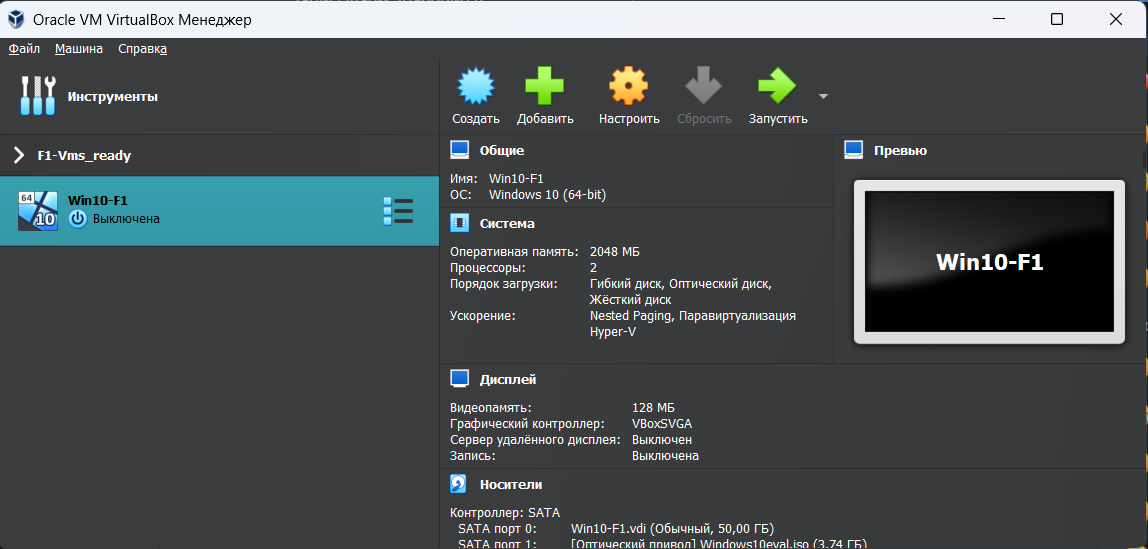 Oracle VM VirtualBox Менеджер
Файл Машина Справка
Инструменты
Создать Добавить Настроить Сбросить Запустить
F1-Vms_ready
64
10
Win10-F1
Выключена
Общие
Имя: Win10-F1
ОС: Windows 10 (64-bit)
Система
Оперативная память: 2048 МБ
Процессоры: 2
Порядок загрузки: Гибкий диск, Оптический диск,
Жёсткий диск
Ускорение: Nested Paging, Паравиртуализация
Hyper-V
Превью
Win10-F1
Дисплей
Видеопамять: 128 МБ
Графический контроллер: VBoxSVGA
Сервер удалённого дисплея: Выключен
Запись: Выключена
Носители
Контроллер: SATA
SATA порт 0: Win10-F1.vdi (Обычный, 50,00 ГБ)
SATA порт 1: [Оптический привод] Windows10eval.iso (3,74 ГБ)